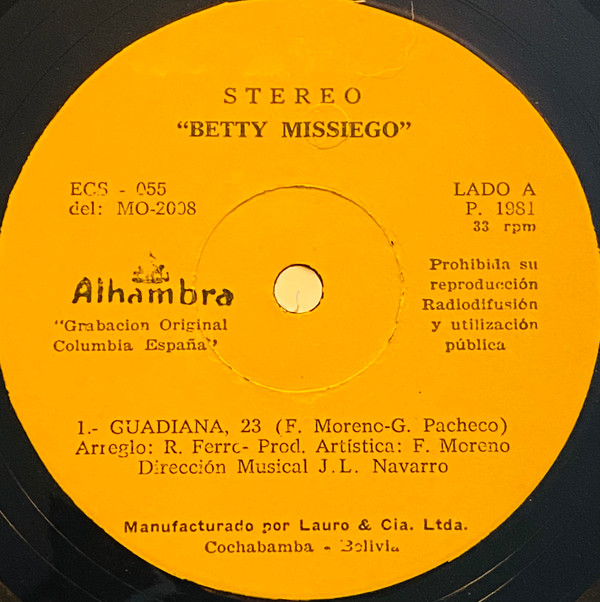 STEREO
"BETTY MISSIEGO"
ECS - 055
del: MO-2008
LADO A
P. 1981
33 rpm
Alhambra
"Grabacion Original
Columbia España"
Prohibida su
reproducción
Radiodifusión
y utilización
pública
1.- GUADIANA, 23 (F. Moreno-G. Pacheco)
Arreglo: R. Ferro- Prod. Artística: F. Moreno
Dirección Musical J.L. Navarro
Manufacturado por Lauro & Cia. Ltda.
Cochabamba - Bolivia